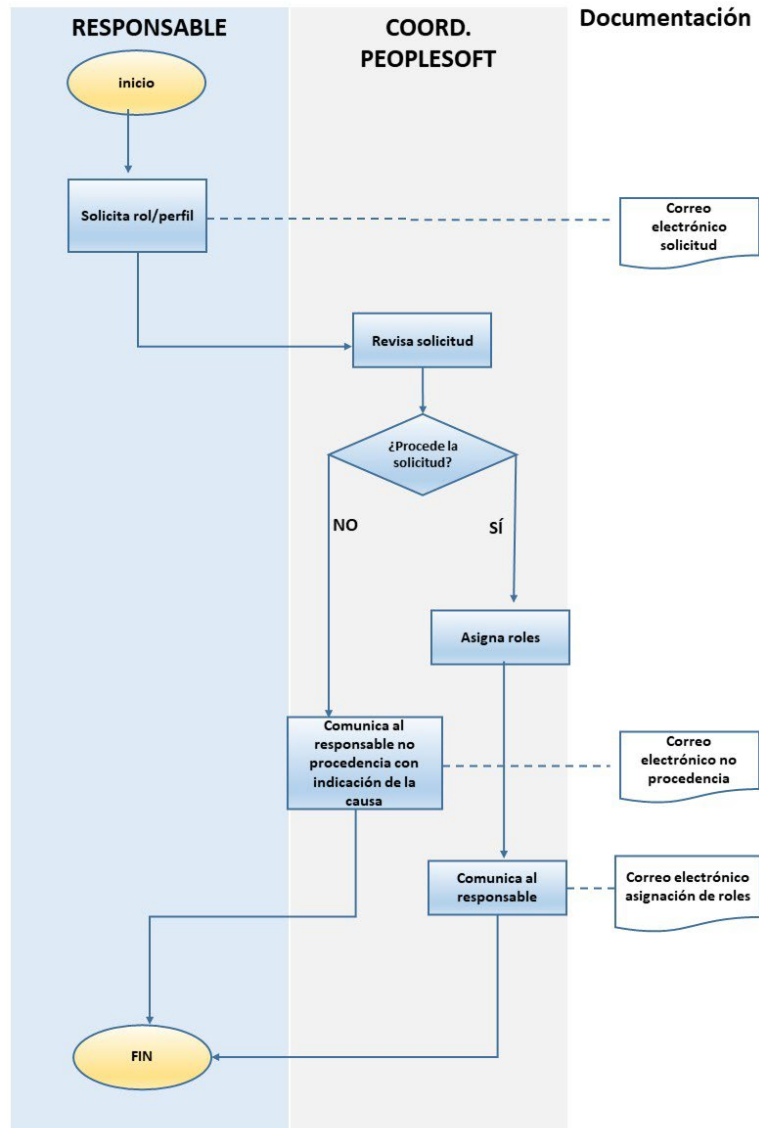 RESPONSABLE
COORD.
PEOPLESOFT
Documentación
inicio
Solicita rol/perfil
Correo
electrónico
solicitud
Revisa solicitud
¿Procede la
solicitud?
NO
SÍ
Asigna roles
Comunica al
responsable no
procedencia con
indicación de la
causa
Correo
electrónico no
procedencia
Comunica al
responsable
Correo electrónico
asignación de roles
FIN